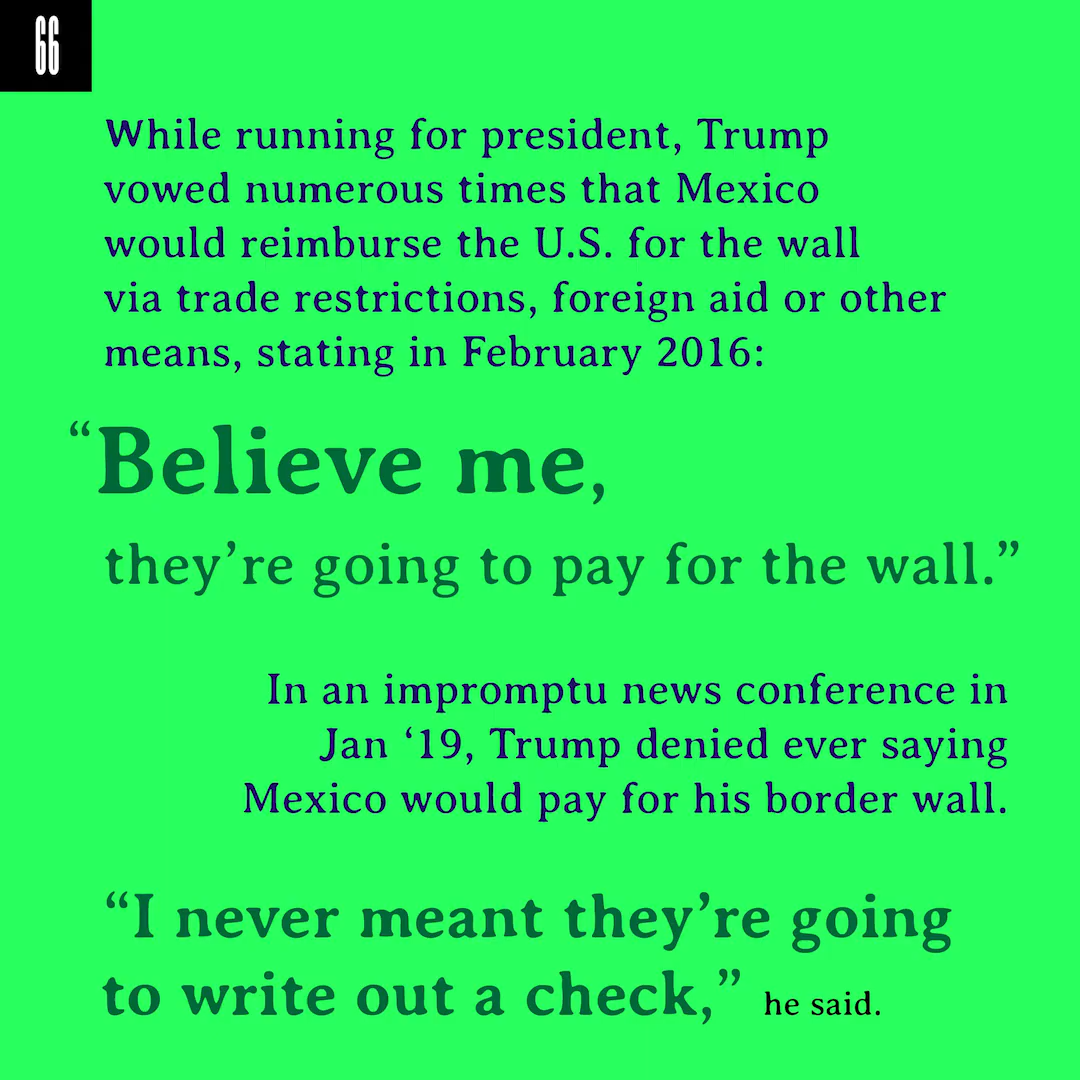 66
While running for president, Trump
vowed numerous times that Mexico
would reimburse the U.S. for the wall
via trade restrictions, foreign aid or other
means, stating in February 2016:
“Believe me,
they’re going to pay for the wall.”
In an impromptu news conference in
Jan ‘19, Trump denied ever saying
Mexico would pay for his border wall.
“I never meant they’re going
to write out a check,” he said.